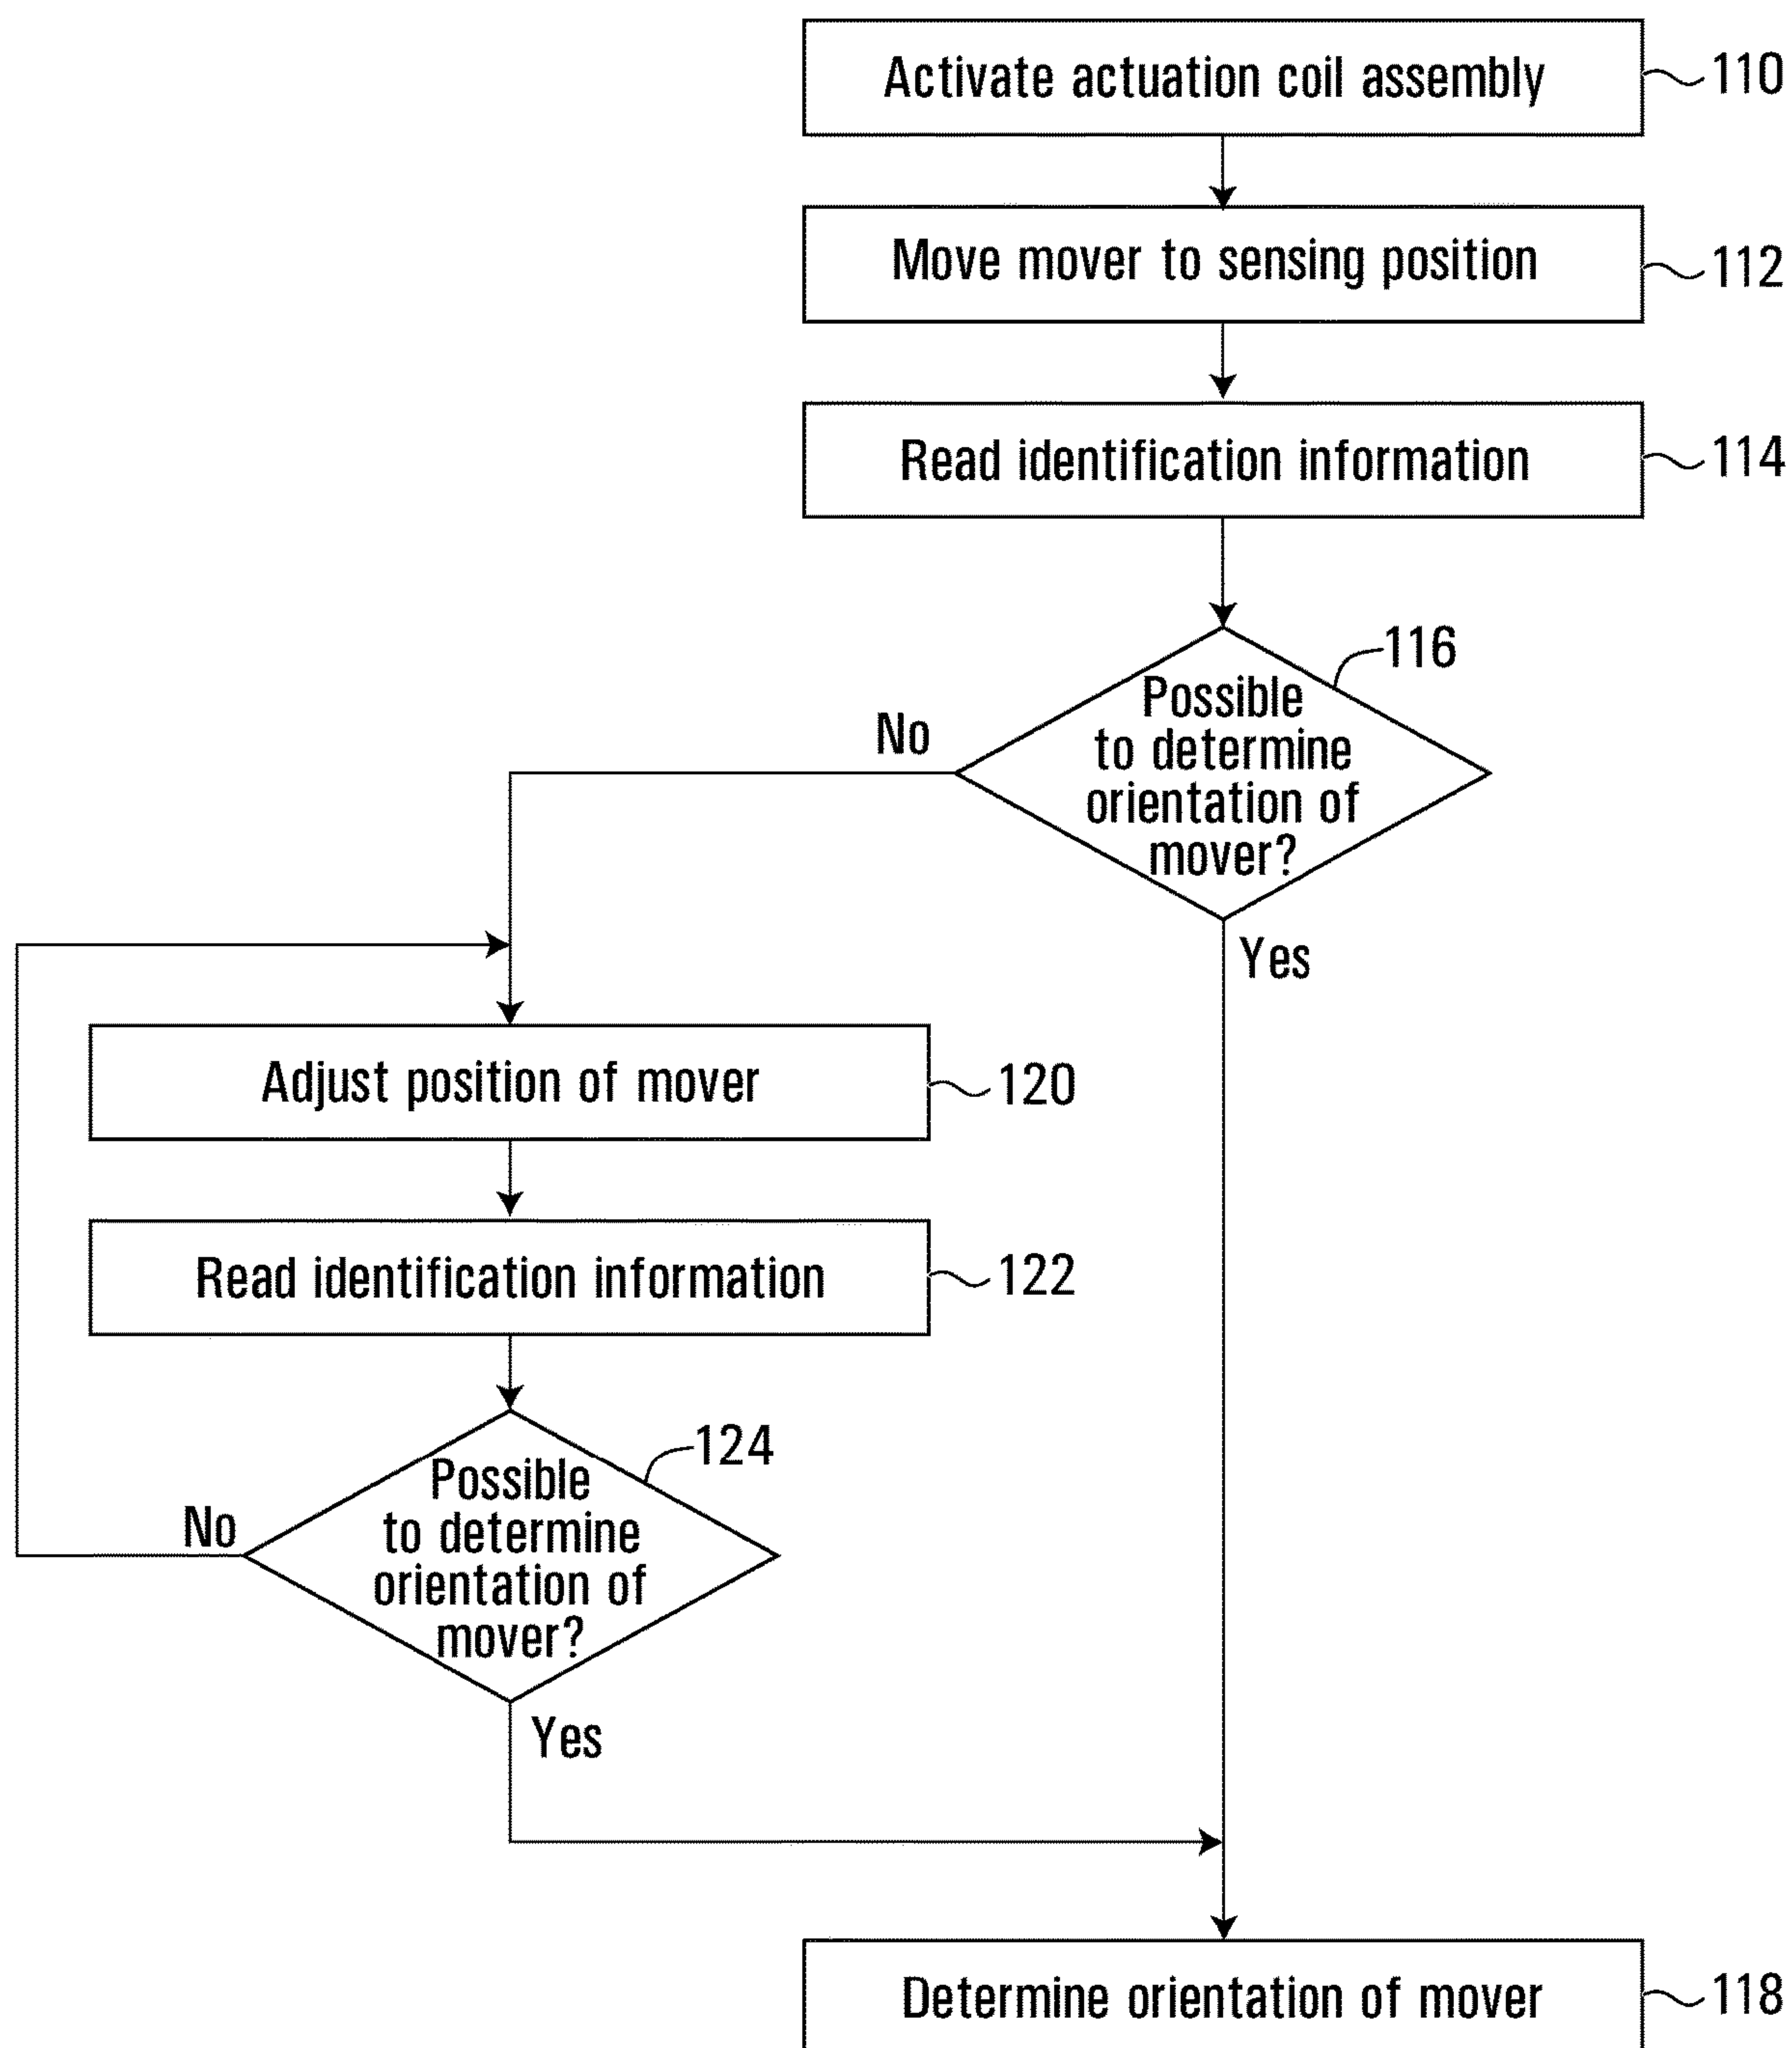 Activate actuation coil assembly
110
Move mover to sensing position
112
Read identification information
114
116
Possible
to determine
orientation of
mover?
No
Yes
Adjust position of mover
120
Read identification information
122
124
Possible
to determine
orientation of
mover?
No
Yes
Determine orientation of mover
118